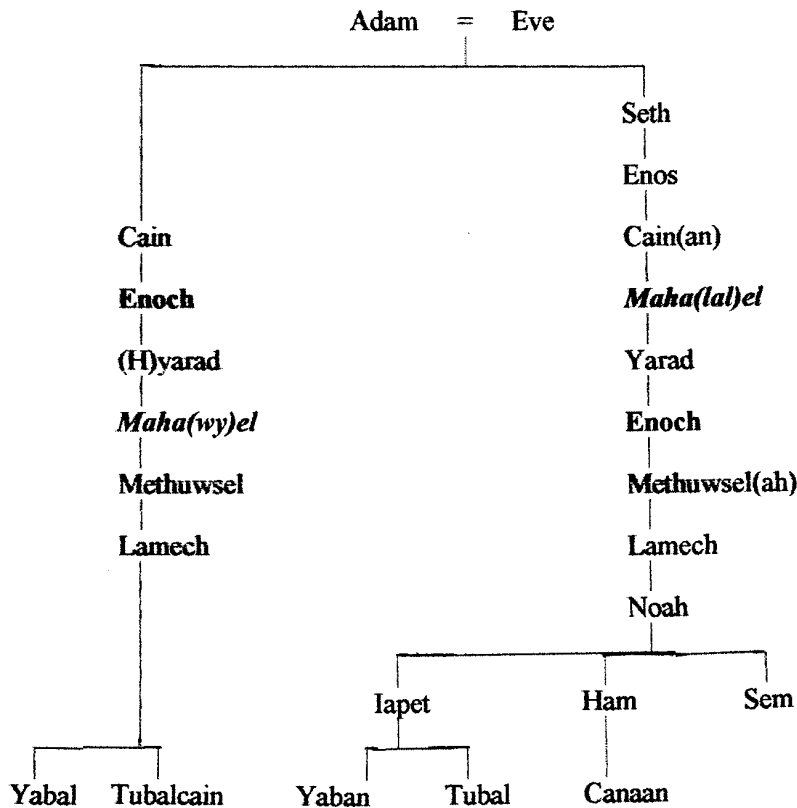 Adam = Eve
Seth
Enos
Cain Cain(an)
Enoch Maha(lal)el
(H)yarad Yarad
Maha(wy)el Enoch
Methuwsel Methuwsel(ah)
Lamech Lamech
Noah
Iapet Ham Sem
Yabal Tubalcain Yaban Tubal Canaan